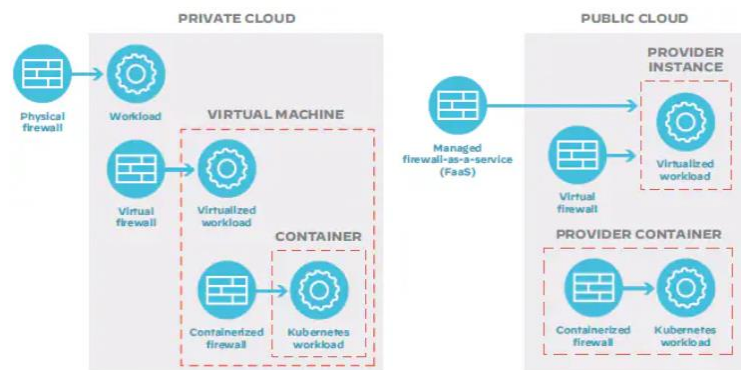 PRIVATE CLOUD
Physical
firewall
Workload
VIRTUAL MACHINE
Virtual
firewall
Virtualized
workload
CONTAINER
Containerized
firewall
Kubernetes
workload
PUBLIC CLOUD
PROVIDER
INSTANCE
Managed
firewall-as-a-service
(FaaS)
Virtualized
workload
Virtual
firewall
PROVIDER CONTAINER
Containerized
firewall
Kubernetes
workload